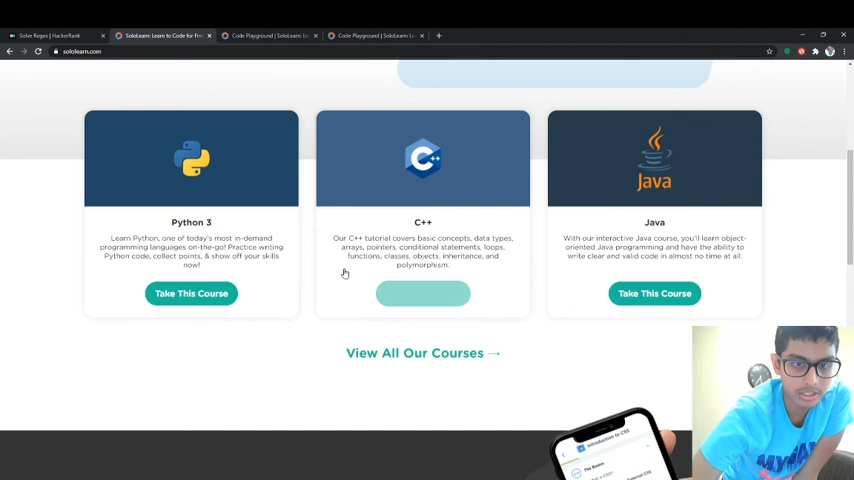 Solve Regex | HackerRank
SoloLearn: Learn to Code for Fre
Code Playground | SoloLearn: Le
Code Playground | SoloLearn: Le
sololearn.com
Java
Python 3
Learn Python, one of today's most in-demand
programming languages on-the-go! Practice writing
Python code, collect points, & show off your skills
now!
Take This Course
C++
Our C++ tutorial covers basic concepts, data types,
arrays, pointers, conditional statements, loops,
functions, classes, objects, inheritance, and
polymorphism.
Java
With our interactive Java course, you'll learn object-
oriented Java programming and have the ability to
write clear and valid code in almost no time at all.
Take This Course
View All Our Courses →
Introduction to CSS
The Basics
What is CSS?